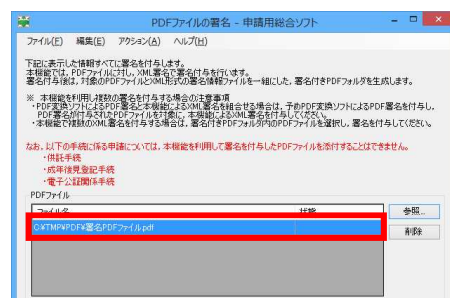 PDFファイルの署名 - 申請用総合ソフト
ファイル(F) 編集(E) アクション(A) ヘルプ(H)
下記に表示した情報すべてに署名を付与します。
本機能では、PDFファイルに対し、XML署名で署名付与を行います。
署名付与後は、対象のPDFファイルとXML形式の署名情報ファイルを一組にした、署名付きPDFフォルダを生成します。
※ 本機能を利用し複数の署名を付与する場合の注意事項
・PDF変換ソフトによるPDF署名と本機能によるXML署名を組合せる場合は、予めPDF変換ソフトによるPDF署名を付与し、
PDF署名が付与されたPDFファイルを対象に、本機能によるXML署名を付与してください。
・本機能で複数のXML署名を付与する場合は、署名付きPDFフォルダ内のPDFファイルを選択し、署名を付与してください。
なお、以下の手続に係る申請については、本機能を利用して署名を付与したPDFファイルを添付することはできません。
・供託手続
・成年後見登記手続
・電子公証関係手続
PDFファイル
ファイル名 状態 参照...
C:¥TMP¥PDF¥署名PDFファイル.pdf
削除